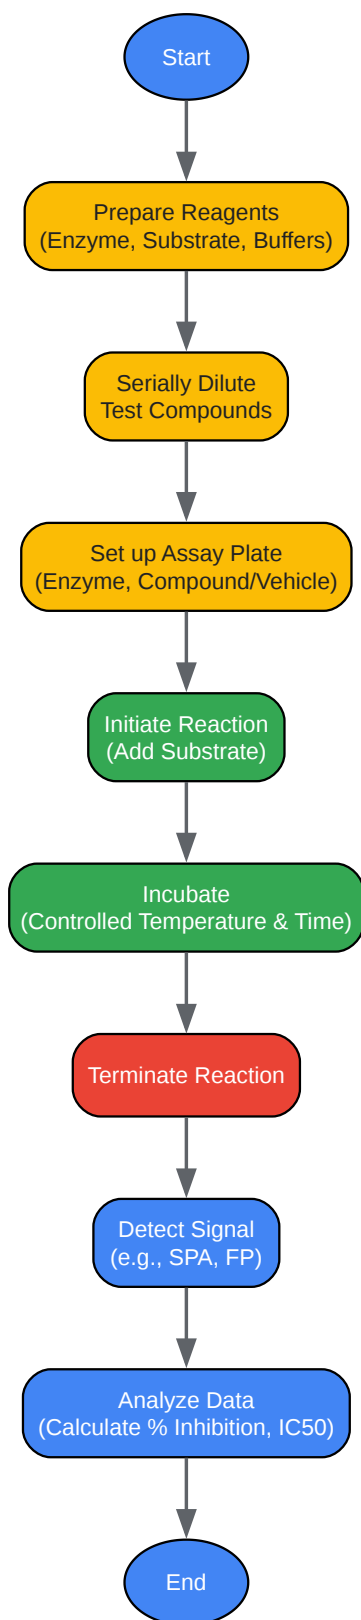 Start
Prepare Reagents
(Enzyme, Substrate, Buffers)
Serially Dilute
Test Compounds
Set up Assay Plate
(Enzyme, Compound/Vehicle)
Initiate Reaction
(Add Substrate)
Incubate
(Controlled Temperature & Time)
Terminate Reaction
Detect Signal
(e.g., SPA, FP)
Analyze Data
(Calculate % Inhibition, IC50)
End